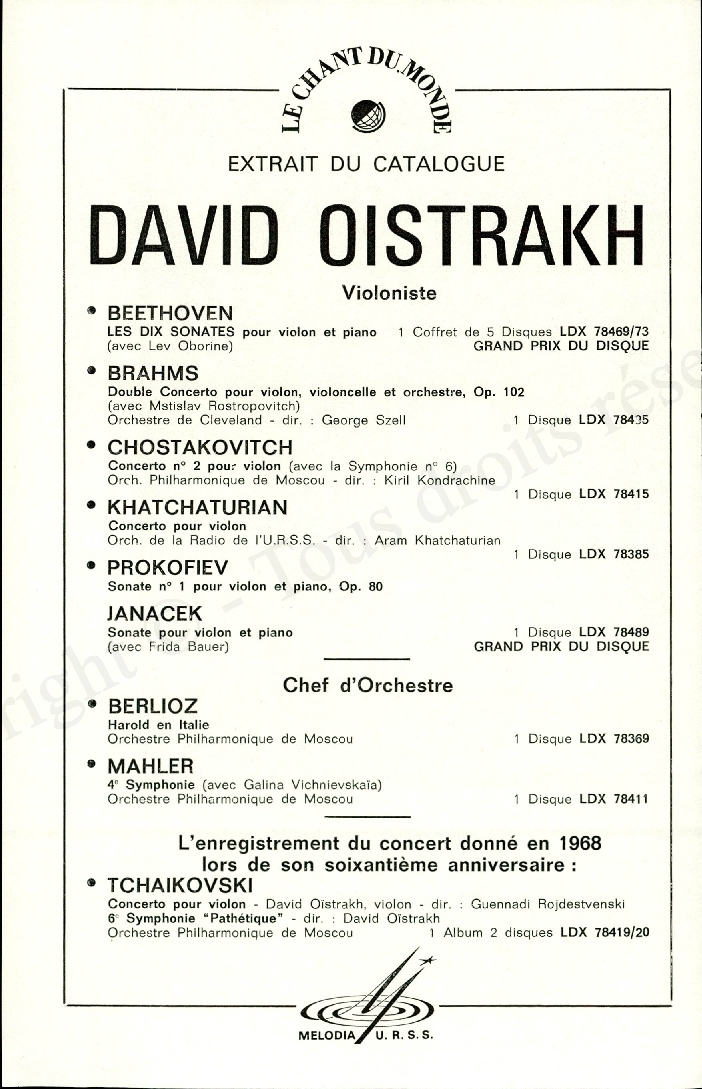 LE CHANT DU MONDE
EXTRAIT DU CATALOGUE
DAVID OISTRAKH
Violoniste
• BEETHOVEN
LES DIX SONATES pour violon et piano 1 Coffret de 5 Disques LDX 78469/73
(avec Lev Oborine) GRAND PRIX DU DISQUE
• BRAHMS
Double Concerto pour violon, violoncelle et orchestre, Op. 102
(avec Mstislav Rostropovitch)
Orchestre de Cleveland - dir. : George Szell 1 Disque LDX 78435
• CHOSTAKOVITCH
Concerto n° 2 pour violon (avec la Symphonie n° 6)
Orch. Philharmonique de Moscou - dir. : Kiril Kondrachine
1 Disque LDX 78415
• KHATCHATURIAN
Concerto pour violon
Orch. de la Radio de l'U.R.S.S. - dir. : Aram Khatchaturian
1 Disque LDX 78385
• PROKOFIEV
Sonate n° 1 pour violon et piano, Op. 80
JANACEK
Sonate pour violon et piano 1 Disque LDX 78489
(avec Frida Bauer) GRAND PRIX DU DISQUE
Chef d'Orchestre
• BERLIOZ
Harold en Italie
Orchestre Philharmonique de Moscou 1 Disque LDX 78369
• MAHLER
4e Symphonie (avec Galina Vichnievskaïa)
Orchestre Philharmonique de Moscou 1 Disque LDX 78411
L'enregistrement du concert donné en 1968
lors de son soixantième anniversaire :
• TCHAIKOVSKI
Concerto pour violon - David Oïstrakh, violon - dir. : Guennadi Rojdestvenski
6e Symphonie "Pathétique" - dir. : David Oïstrakh
Orchestre Philharmonique de Moscou 1 Album 2 disques LDX 78419/20
MELODIA U.R.S.S.
right - Tous droits rése